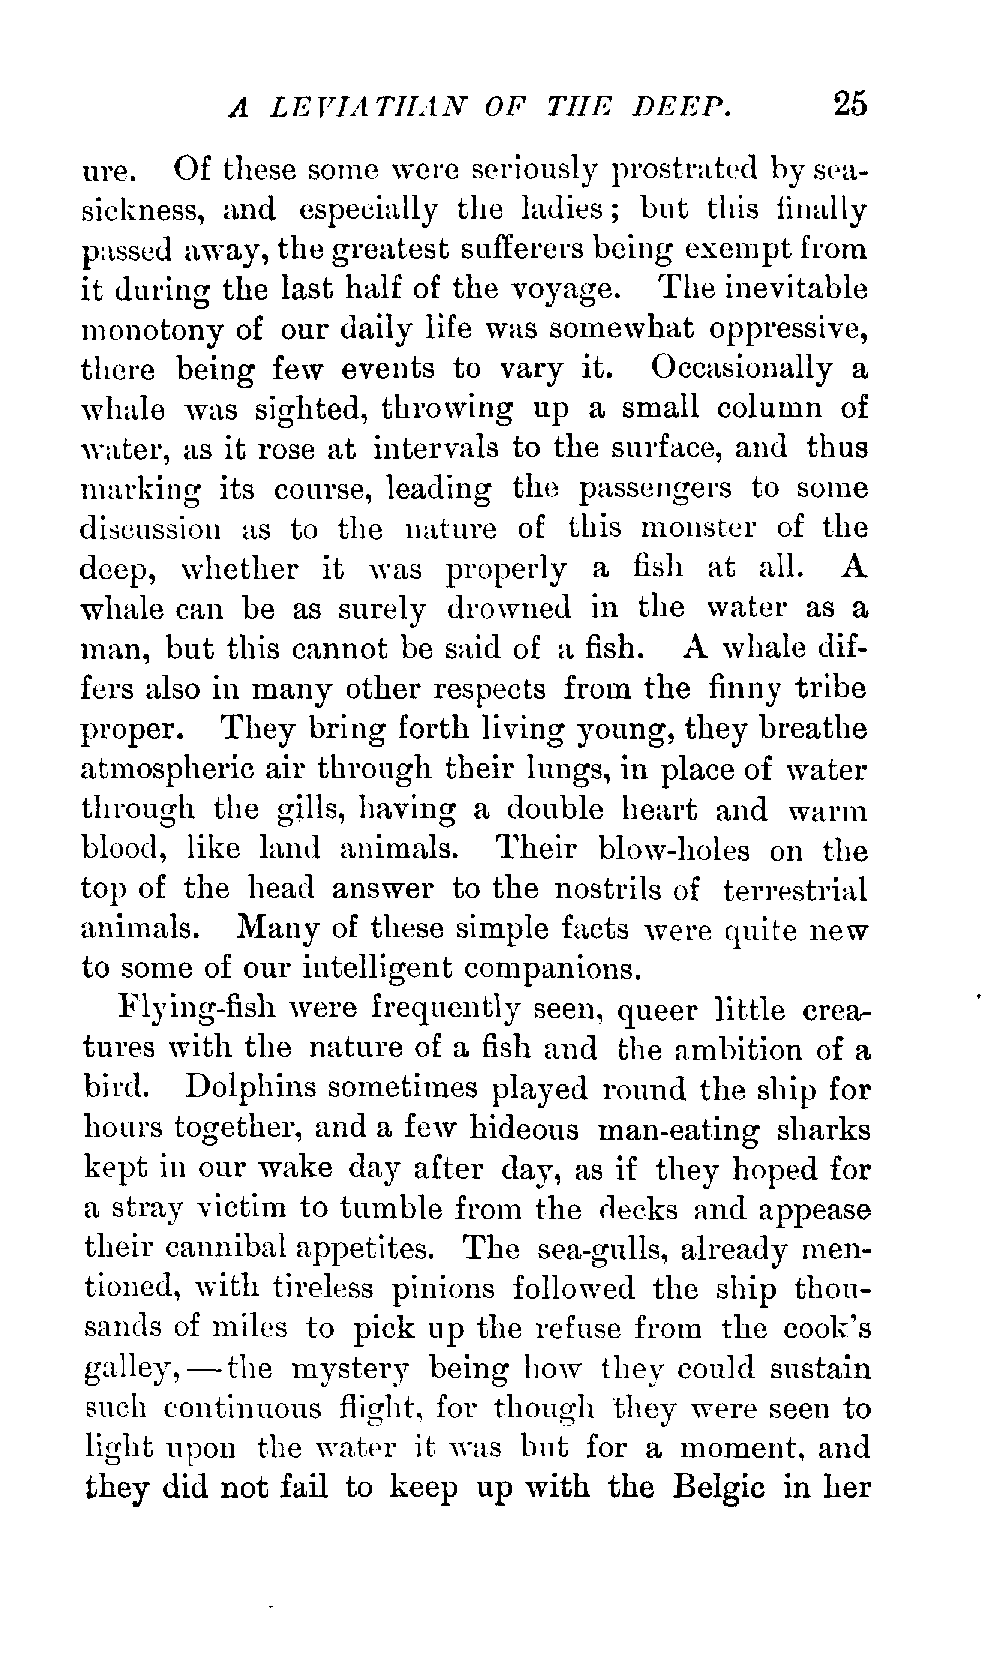 A LEVIATHAN OF THE DEEP. 25
ure. Of these some were seriously prostrated by sea-
sickness, and especially the ladies; but this finally
passed away, the greatest sufferers being exempt from
it during the last half of the voyage. The inevitable
monotony of our daily life was somewhat oppressive,
there being few events to vary it. Occasionally a
whale was sighted, throwing up a small column of
water, as it rose at intervals to the surface, and thus
marking its course, leading the passengers to some
discussion as to the nature of this monster of the
deep, whether it was properly a fish at all. A
whale can be as surely drowned in the water as a
man, but this cannot be said of a fish. A whale dif-
fers also in many other respects from the finny tribe
proper. They bring forth living young, they breathe
atmospheric air through their lungs, in place of water
through the gills, having a double heart and warm
blood, like land animals. Their blow-holes on the
top of the head answer to the nostrils of terrestrial
animals. Many of these simple facts were quite new
to some of our intelligent companions.
Flying-fish were frequently seen, queer little crea-
tures with the nature of a fish and the ambition of a
bird. Dolphins sometimes played round the ship for
hours together, and a few hideous man-eating sharks
kept in our wake day after day, as if they hoped for
a stray victim to tumble from the decks and appease
their cannibal appetites. The sea-gulls, already men-
tioned, with tireless pinions followed the ship thou-
sands of miles to pick up the refuse from the cook's
galley,—the mystery being how they could sustain
such continuous flight, for though they were seen to
light upon the water it was but for a moment, and
they did not fail to keep up with the Belgic in her